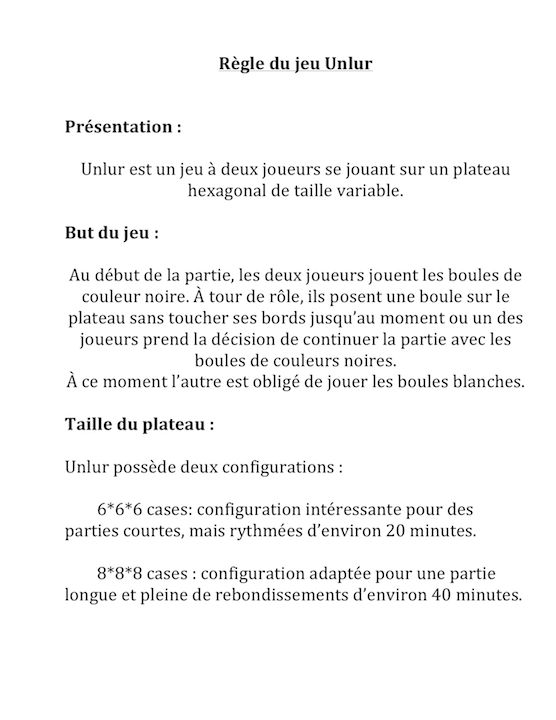 Règle du jeu Unlur
Présentation :
Unlur est un jeu à deux joueurs se jouant sur un plateau
hexagonal de taille variable.
But du jeu :
Au début de la partie, les deux joueurs jouent les boules de
couleur noire. À tour de rôle, ils posent une boule sur le
plateau sans toucher ses bords jusqu’au moment ou un des
joueurs prend la décision de continuer la partie avec les
boules de couleurs noires.
À ce moment l’autre est obligé de jouer les boules blanches.
Taille du plateau :
Unlur possède deux configurations :
6*6*6 cases: configuration intéressante pour des
parties courtes, mais rythmées d’environ 20 minutes.
8*8*8 cases : configuration adaptée pour une partie
longue et pleine de rebondissements d’environ 40 minutes.